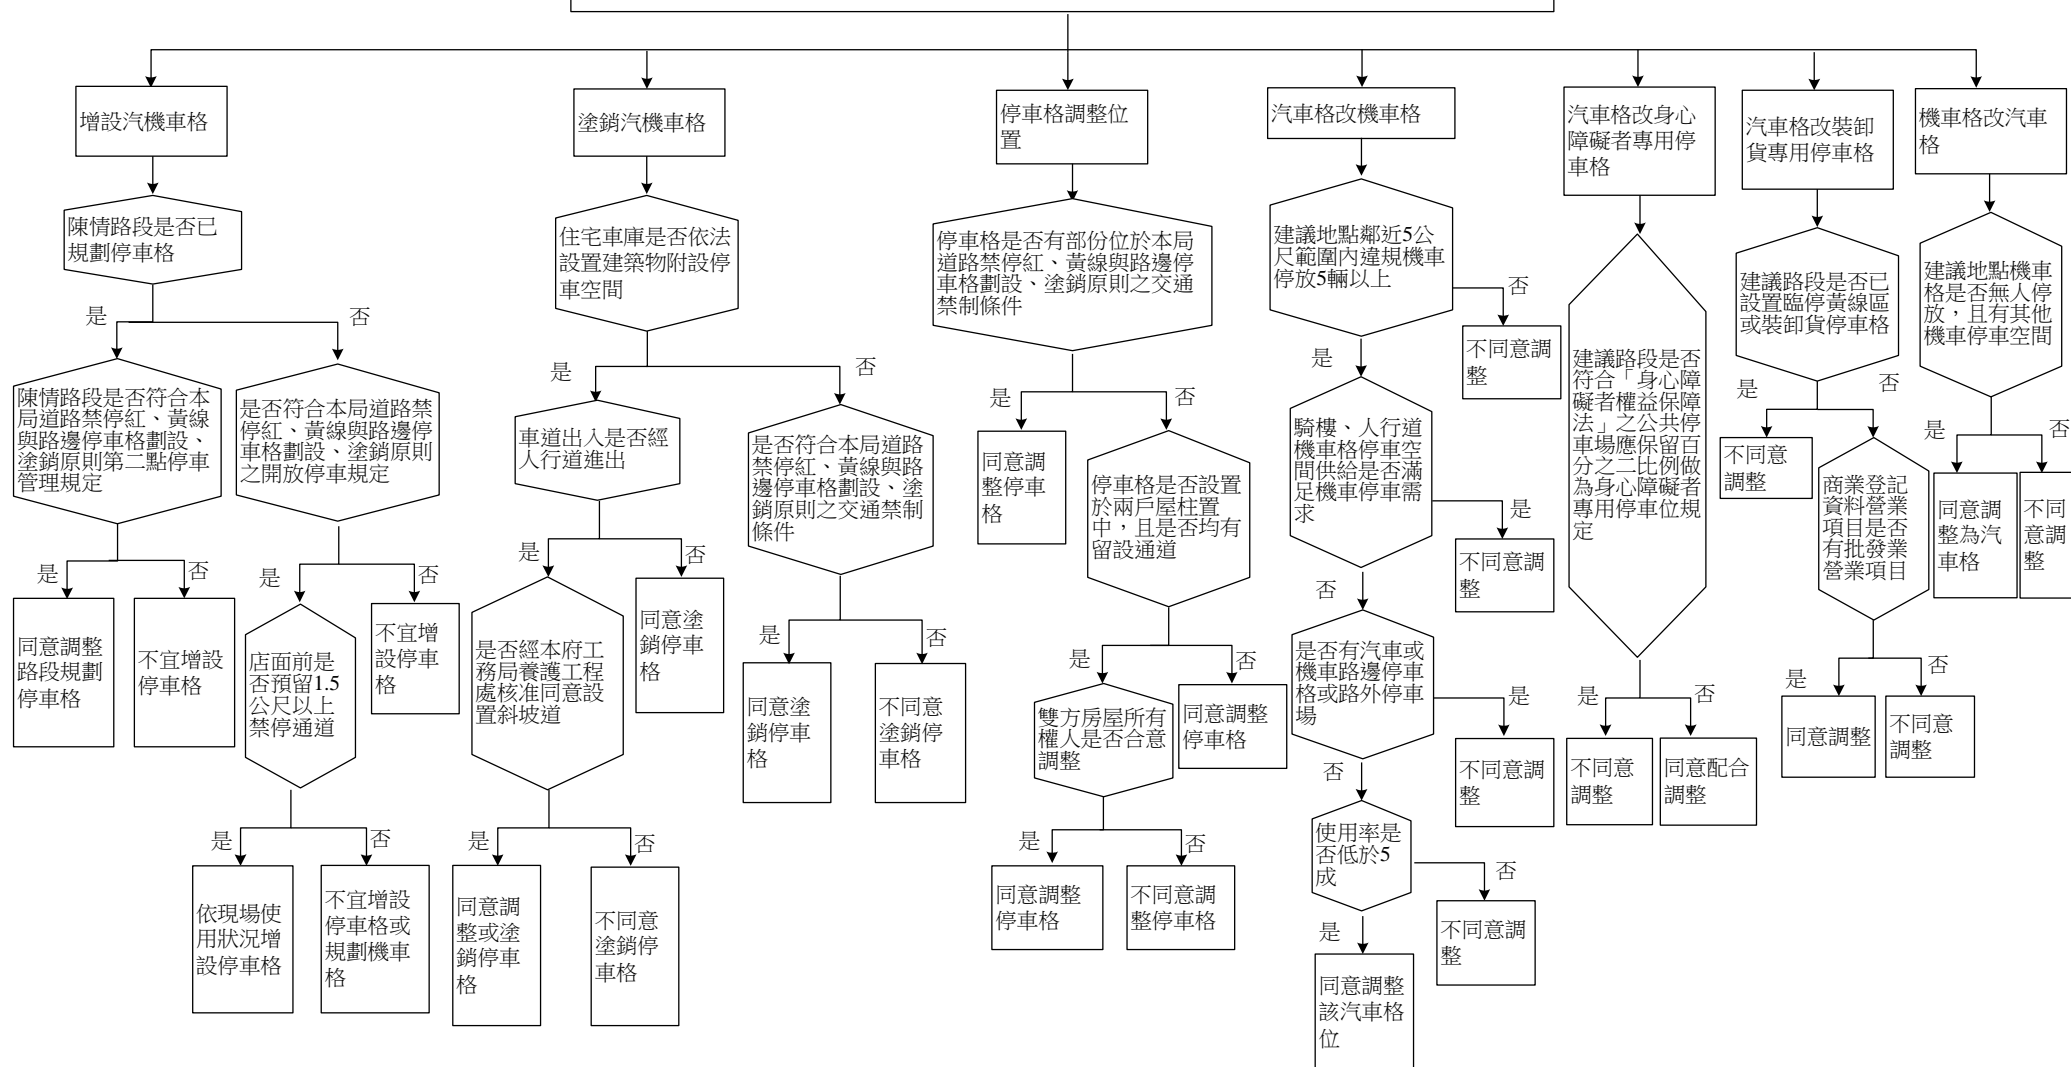 增設汽機車格
陳情路段是否已
規劃停車格
是
否
陳情路段是否符合本
局道路禁停紅、黃線
與路邊停車格劃設、
塗銷原則第二點停車
管理規定
是
否
同意調整
路段規劃
停車格
不宜增設
停車格
是否符合本局道路禁
停紅、黃線與路邊停
車格劃設、塗銷原則
之開放停車規定
是
否
店面前是
否預留1.5
公尺以上
禁停通道
不宜增
設停車
格
是
否
依現場使
用狀況增
設停車格
不宜增設
停車格或
規劃機車
格
塗銷汽機車格
住宅車庫是否依法
設置建築物附設停
車空間
是
否
車道出入是否經
人行道進出
是
否
是否經本府工
務局養護工程
處核准同意設
置斜坡道
同意塗
銷停車
格
是
否
同意調
整或塗
銷停車
格
不同意
塗銷停
車格
是否符合本局道路
禁停紅、黃線與路
邊停車格劃設、塗
銷原則之交通禁制
條件
是
否
同意塗
銷停車
格
不同意
塗銷停
車格
停車格調整位
置
停車格是否有部份位於本局
道路禁停紅、黃線與路邊停
車格劃設、塗銷原則之交通
禁制條件
是
否
同意調
整停車
格
停車格是否設置
於兩戶屋柱置
中，且是否均有
留設通道
是
否
雙方房屋所有
權人是否合意
調整
同意調整
停車格
是
否
同意調整
停車格
不同意調
整停車格
汽車格改機車格
建議地點鄰近5公
尺範圍內違規機車
停放5輛以上
否
不同意調
整
是
騎樓、人行道
機車格停車空
間供給是否滿
足機車停車需
求
是
不同意調
整
否
是否有汽車或
機車路邊停車
格或路外停車
場
是
不同意調
整
否
使用率是
否低於5
成
否
不同意調
整
是
同意調整
該汽車格
位
汽車格改身心
障礙者專用停
車格
建議路段是否
符合「身心障
礙者權益保障
法」之公共停
車場應保留百
分之二比例做
為身心障礙者
專用停車位規
定
是
否
不同意
調整
同意配合
調整
汽車格改裝卸
貨專用停車格
建議路段是否已
設置臨停黃線區
或裝卸貨停車格
是
否
不同意
調整
商業登記
資料營業
項目是否
有批發業
營業項目
是
否
同意調整
不同意
調整
機車格改汽車
格
建議地點機車
格是否無人停
放，且有其他
機車停車空間
是
否
同意調
整為汽
車格
不同
意調
整